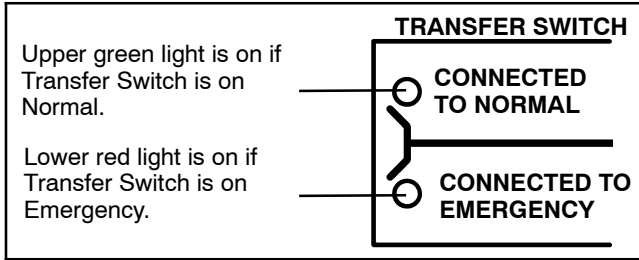 TRANSFER SWITCH
Upper green light is on if
Transfer Switch is on
Normal.
CONNECTED
TO NORMAL
Lower red light is on if
Transfer Switch is on
Emergency.
CONNECTED TO
EMERGENCY